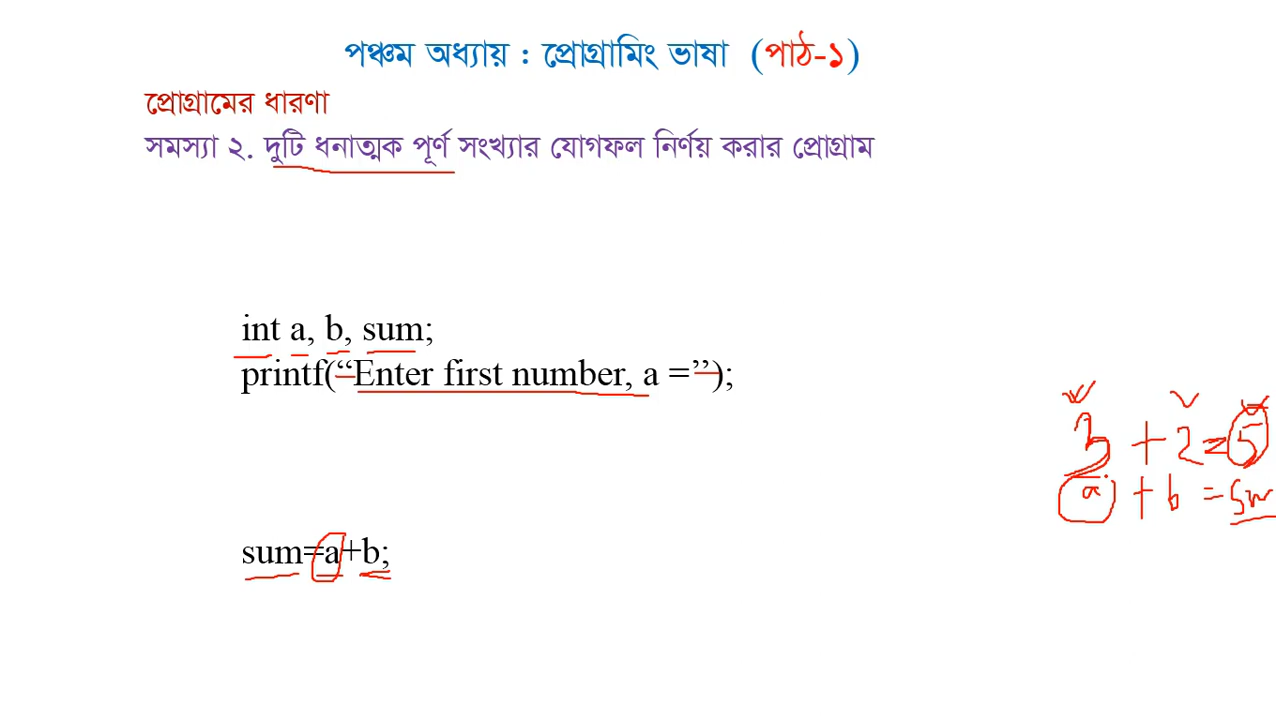 পঞ্চম অধ্যায় : প্রোগ্রামিং ভাষা (পাঠ-১)
প্রোগ্রামের ধারণা
সমস্যা ২. দুটি ধনাত্মক পূর্ণ সংখ্যার যোগফল নির্ণয় করার প্রোগ্রাম
int a, b, sum;
printf(“Enter first number, a =”);
3 + 2 = 5
a + b = sum
sum=a+b;